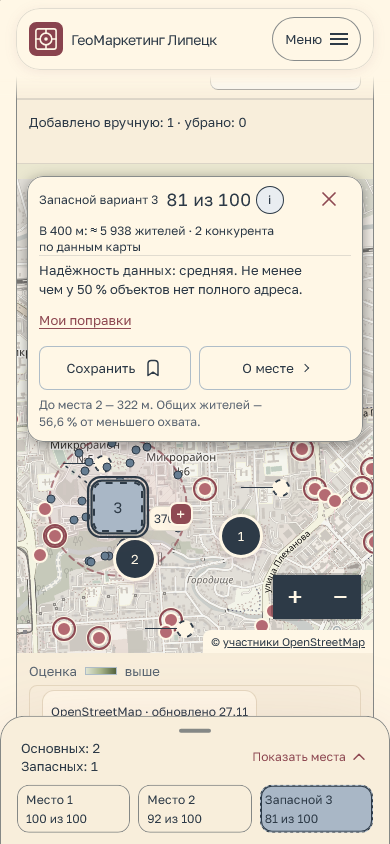 ГеоМаркетинг Липецк
Меню
Добавлено вручную: 1 · убрано: 0
Запасной вариант 3 81 из 100 i
В 400 м: ≈ 5 938 жителей · 2 конкурента
по данным карты
Надёжность данных: средняя. Не менее
чем у 50 % объектов нет полного адреса.
Мои поправки
Сохранить
О месте
До места 2 — 322 м. Общих жителей —
56,6 % от меньшего охвата.
Микрорайон
Микрорайон
№6
3
37
+
1
2
улица Плеханова
Городище
+ −
© участники OpenStreetMap
Оценка выше
OpenStreetMap · обновлено 27.11
Основных: 2
Запасных: 1
Показать места
Место 1
100 из 100
Место 2
92 из 100
Запасной 3
81 из 100